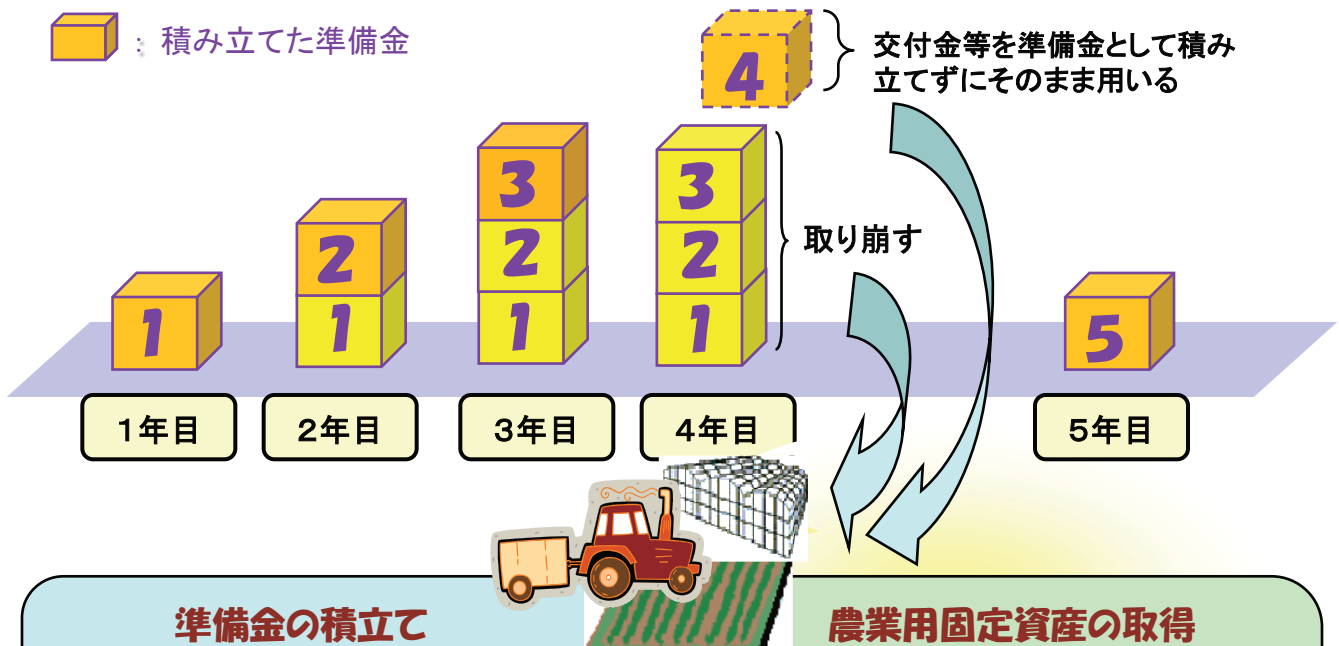 ：積み立てた準備金
4
交付金等を準備金として積み
立てずにそのまま用いる
1
2
1
3
2
1
3
2
1
取り崩す
5
1年目
2年目
3年目
4年目
5年目
準備金の積立て
農業用固定資産の取得